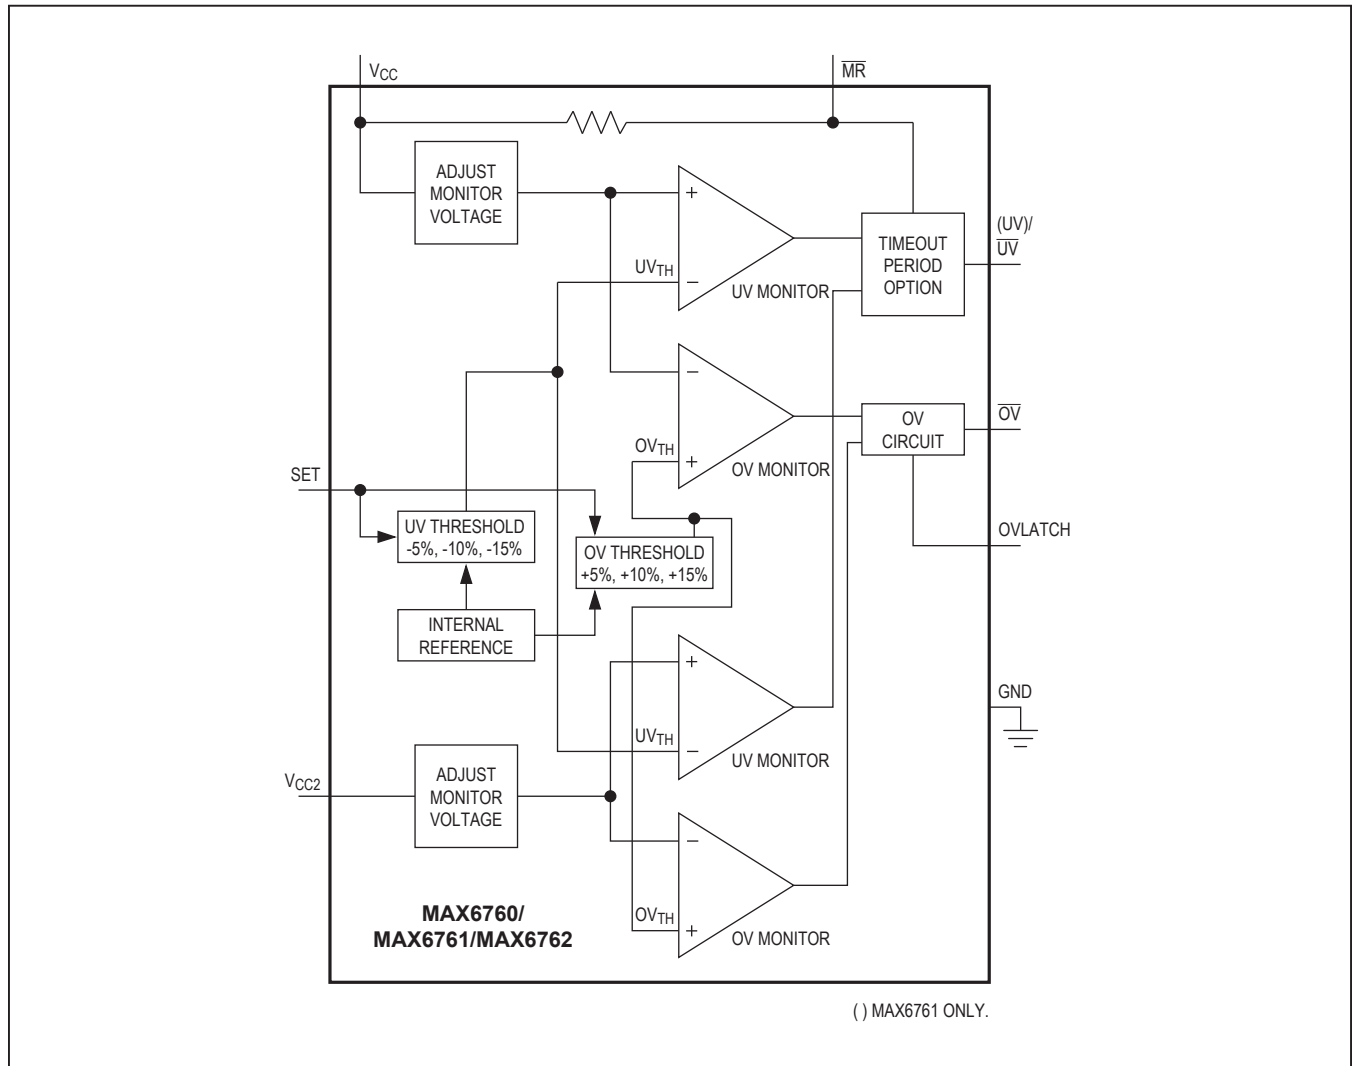 VCC
MR
ADJUST
MONITOR
VOLTAGE
+
UVTH
−
UV MONITOR
TIMEOUT
PERIOD
OPTION
(UV)/
UV
−
OVTH
+
OV MONITOR
OV
CIRCUIT
OV
OVLATCH
SET
UV THRESHOLD
-5%, -10%, -15%
OV THRESHOLD
+5%, +10%, +15%
INTERNAL
REFERENCE
+
UVTH
−
UV MONITOR
GND
VCC2
ADJUST
MONITOR
VOLTAGE
−
OVTH
+
OV MONITOR
MAX6760/
MAX6761/MAX6762
( ) MAX6761 ONLY.